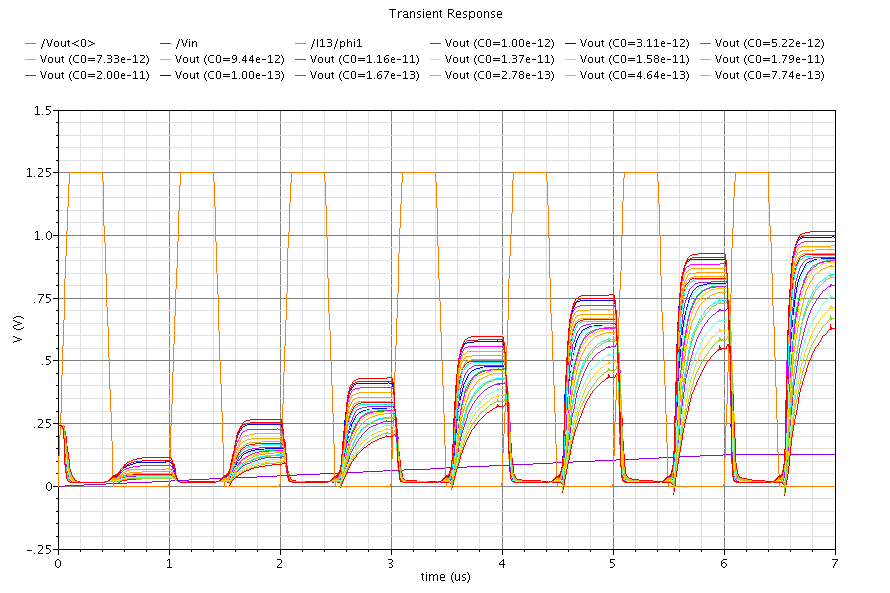 Transient Response
/Vout<0> /Vin /I13/phi1 Vout (C0=1.00e-12) Vout (C0=3.11e-12) Vout (C0=5.22e-12)
Vout (C0=7.33e-12) Vout (C0=9.44e-12) Vout (C0=1.16e-11) Vout (C0=1.37e-11) Vout (C0=1.58e-11) Vout (C0=1.79e-11)
Vout (C0=2.00e-11) Vout (C0=1.00e-13) Vout (C0=1.67e-13) Vout (C0=2.78e-13) Vout (C0=4.64e-13) Vout (C0=7.74e-13)
1.5
1.25
1.0
.75
.5
.25
0
-.25
V (V)
0 1 2 3 4 5 6 7
time (us)